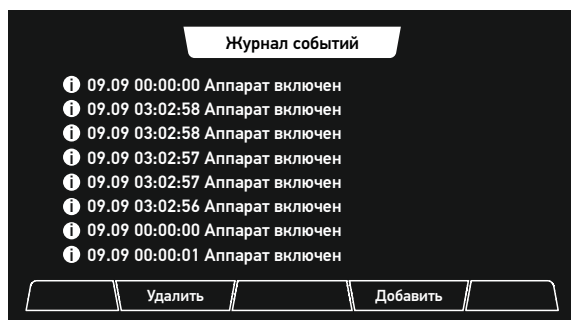 Журнал событий
09.09 00:00:00 Аппарат включен
09.09 03:02:58 Аппарат включен
09.09 03:02:58 Аппарат включен
09.09 03:02:57 Аппарат включен
09.09 03:02:57 Аппарат включен
09.09 03:02:56 Аппарат включен
09.09 00:00:00 Аппарат включен
09.09 00:00:01 Аппарат включен
Удалить Добавить